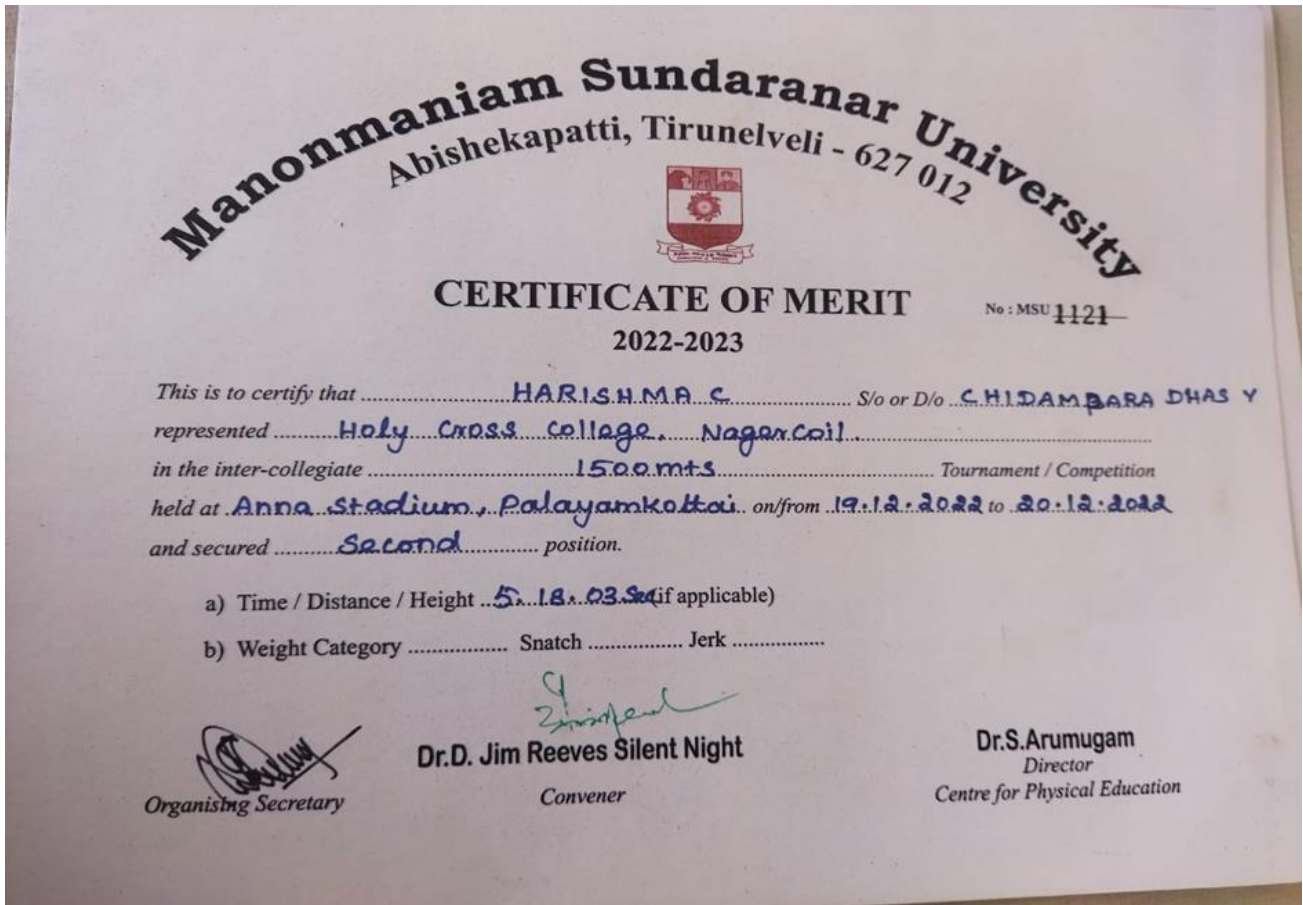 Manonmaniam Sundaranar University
Abishekapatti, Tirunelveli - 627 012
CERTIFICATE OF MERIT
No : MSU 1121
2022-2023
This is to certify that ........ HARISHMA C ........ S/o or D/o .. CHIDAMBARA DHAS Y
represented ........ Holy Cross Collage, Nagercoil. ........
in the inter-collegiate ........ 1500 mts ........ Tournament / Competition
held at . Anna Stadium, Palayamkottai .. on/from .. 19.12.2022 to 20.12.2022
and secured ........ Second ........ position.
a) Time / Distance / Height .. 5. 18. 03 Sec if applicable)
b) Weight Category ........ Snatch ........ Jerk ........
Dr.D. Jim Reeves Silent Night
Dr.S.Arumugam
Director
Organising Secretary
Convener
Centre for Physical Education